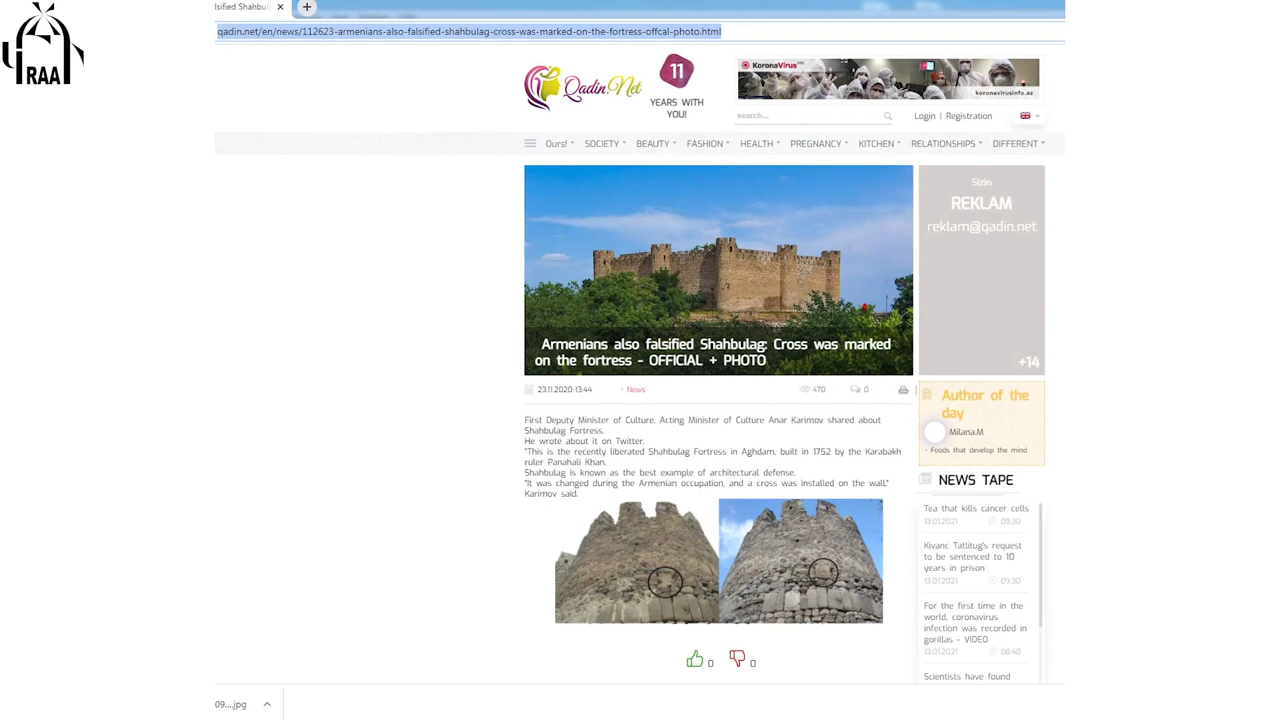 lsified Shahbul
qadin.net/en/news/112623-armenians-also-falsified-shahbulag-cross-was-marked-on-the-fortress-offcal-photo.html
RAA
Qadin.Net
11
YEARS WITH
YOU!
KoronaVirus
koronavirusinfo.az
search...
Login | Registration
Ours! SOCIETY BEAUTY FASHION HEALTH PREGNANCY KITCHEN RELATIONSHIPS DIFFERENT
Armenians also falsified Shahbulag: Cross was marked
on the fortress - OFFICIAL + PHOTO
23.11.2020-13:44 • News 470 0
First Deputy Minister of Culture, Acting Minister of Culture Anar Karimov shared about
Shahbulag Fortress.
He wrote about it on Twitter.
"This is the recently liberated Shahbulag Fortress in Aghdam, built in 1752 by the Karabakh
ruler Panahali Khan.
Shahbulag is known as the best example of architectural defense.
"It was changed during the Armenian occupation, and a cross was installed on the wall,"
Karimov said.
0 0
Sizin
REKLAM
reklam@qadin.net
+14
Author of the
day
Milana.M
• Foods that develop the mind
NEWS TAPE
Tea that kills cancer cells
13.01.2021 09:30
Kivanc Tatlitug's request
to be sentenced to 10
years in prison
13.01.2021 09:30
For the first time in the
world, coronavirus
infection was recorded in
gorillas - VIDEO
13.01.2021 08:40
Scientists have found
09....jpg